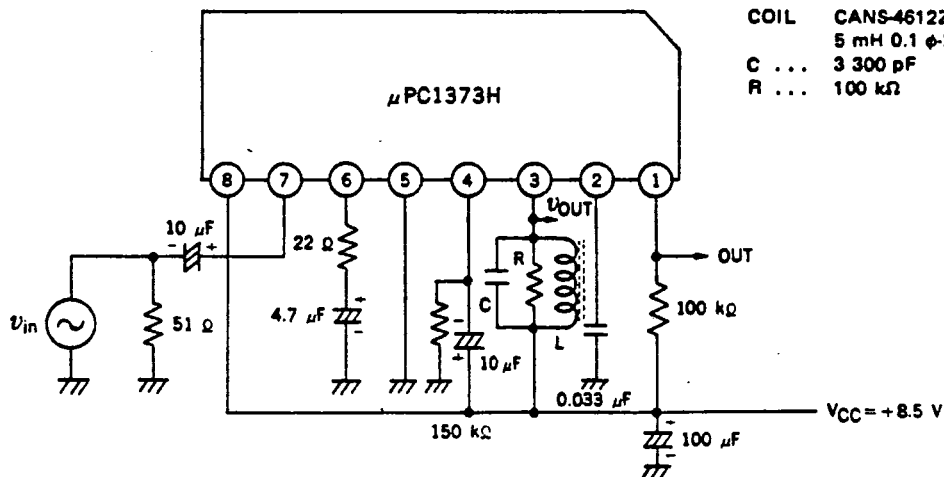 COIL CANS-46122
5 mH 0.1 φ-
C ... 3 300 pF
R ... 100 kΩ
μPC1373H
8 7 6 5 4 3 2 1
10 μF
- +
22 Ω
vOUT
OUT
vin
51 Ω
4.7 μF
+
-
R
C
L
-
+
10 μF
100 kΩ
0.033 μF
150 kΩ
VCC = +8.5 V
+
-
100 μF